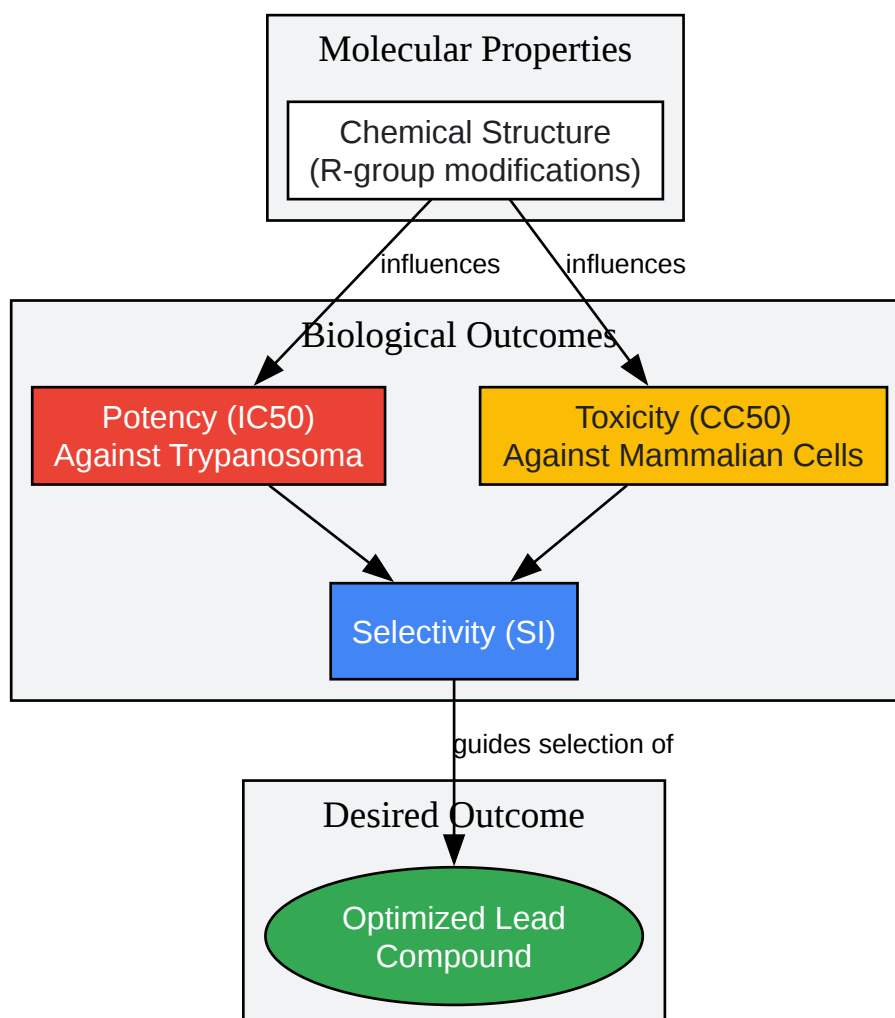 Molecular Properties
Chemical Structure
(R-group modifications)
influences
influences
Biological Outcomes
Potency (IC50)
Against Trypanosoma
Toxicity (CC50)
Against Mammalian Cells
Selectivity (SI)
guides selection of
Desired Outcome
Optimized Lead
Compound